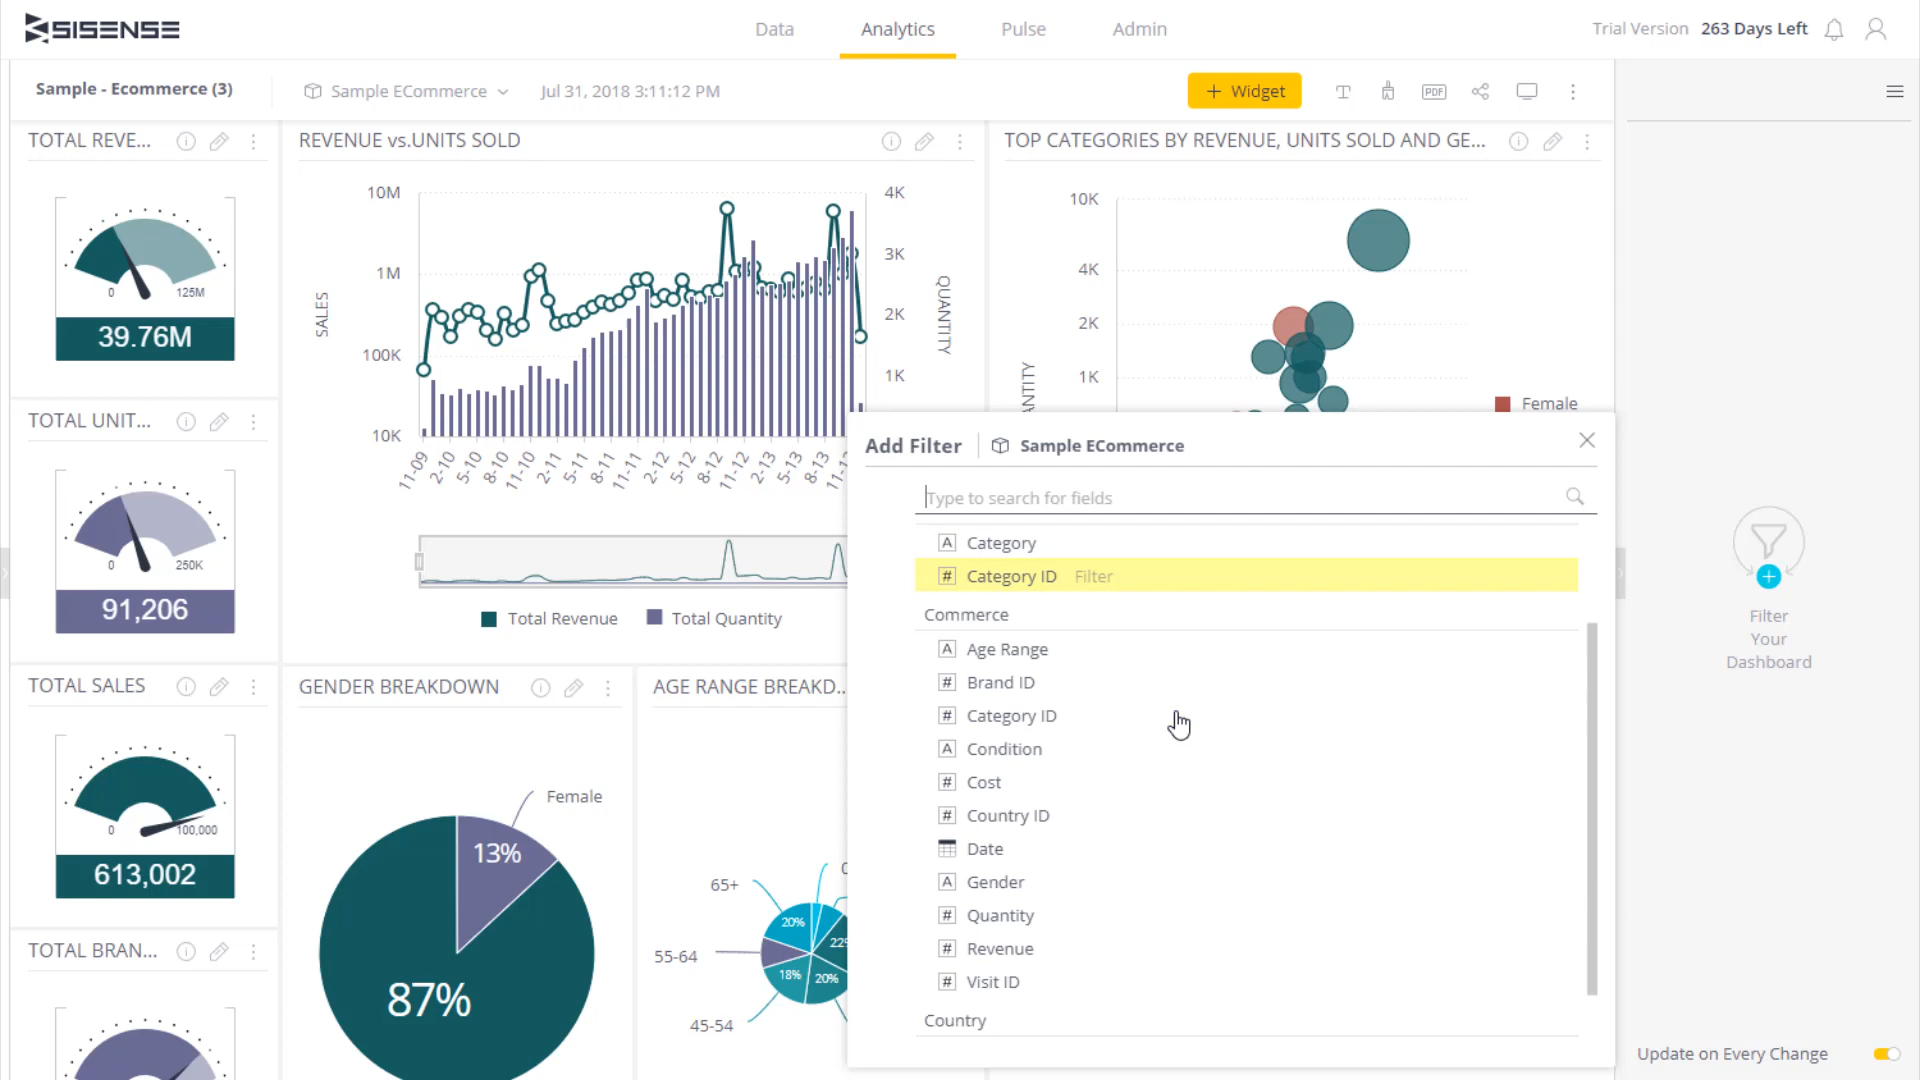 SISENSE
Data
Analytics
Pulse
Admin
Trial Version 263 Days Left
Sample - Ecommerce (3)
Sample ECommerce
Jul 31, 2018 3:11:12 PM
+ Widget
PDF
TOTAL REVE...
0
125M
39.76M
TOTAL UNIT...
0
250K
91,206
TOTAL SALES
0
100,000
613,002
TOTAL BRAN...
REVENUE vs.UNITS SOLD
10M
1M
100K
10K
SALES
4K
3K
2K
1K
QUANTITY
11-09
2-10
5-10
8-10
11-10
2-11
5-11
8-11
11-11
2-12
5-12
8-12
11-12
2-13
5-13
8-13
11-1
Total Revenue
Total Quantity
TOP CATEGORIES BY REVENUE, UNITS SOLD AND GE...
10K
4K
2K
1K
ANTITY
Female
GENDER BREAKDOWN
Female
13%
87%
AGE RANGE BREAKD...
65+
55-64
45-54
20%
22%
18%
20%
Add Filter
Sample ECommerce
Type to search for fields
A Category
# Category ID Filter
Commerce
A Age Range
# Brand ID
# Category ID
A Condition
# Cost
# Country ID
Date
A Gender
# Quantity
# Revenue
# Visit ID
Country
Filter
Your
Dashboard
Update on Every Change